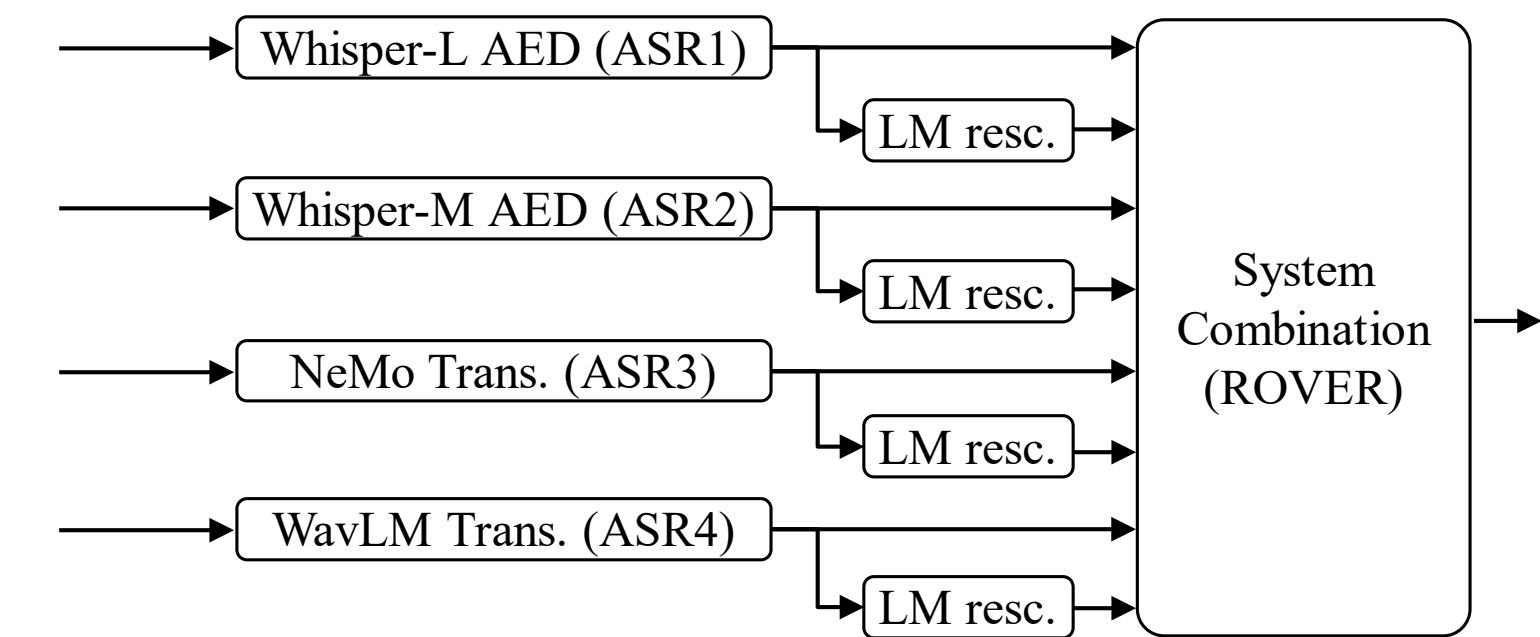 Whisper-L AED (ASR1)
LM resc.
Whisper-M AED (ASR2)
LM resc.
NeMo Trans. (ASR3)
LM resc.
WavLM Trans. (ASR4)
LM resc.
System
Combination
(ROVER)